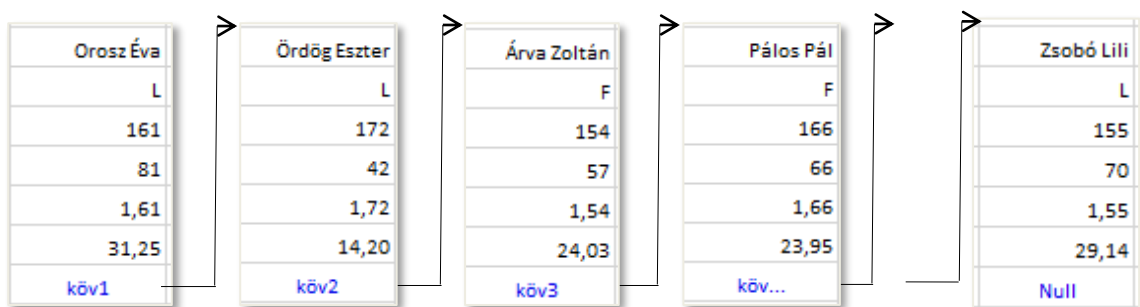 Orosz Éva
L
161
81
1,61
31,25
köv1
Ördög Eszter
L
172
42
1,72
14,20
köv2
Árva Zoltán
F
154
57
1,54
24,03
köv3
Pálos Pál
F
166
66
1,66
23,95
köv...
Zsobó Lili
L
155
70
1,55
29,14
Null